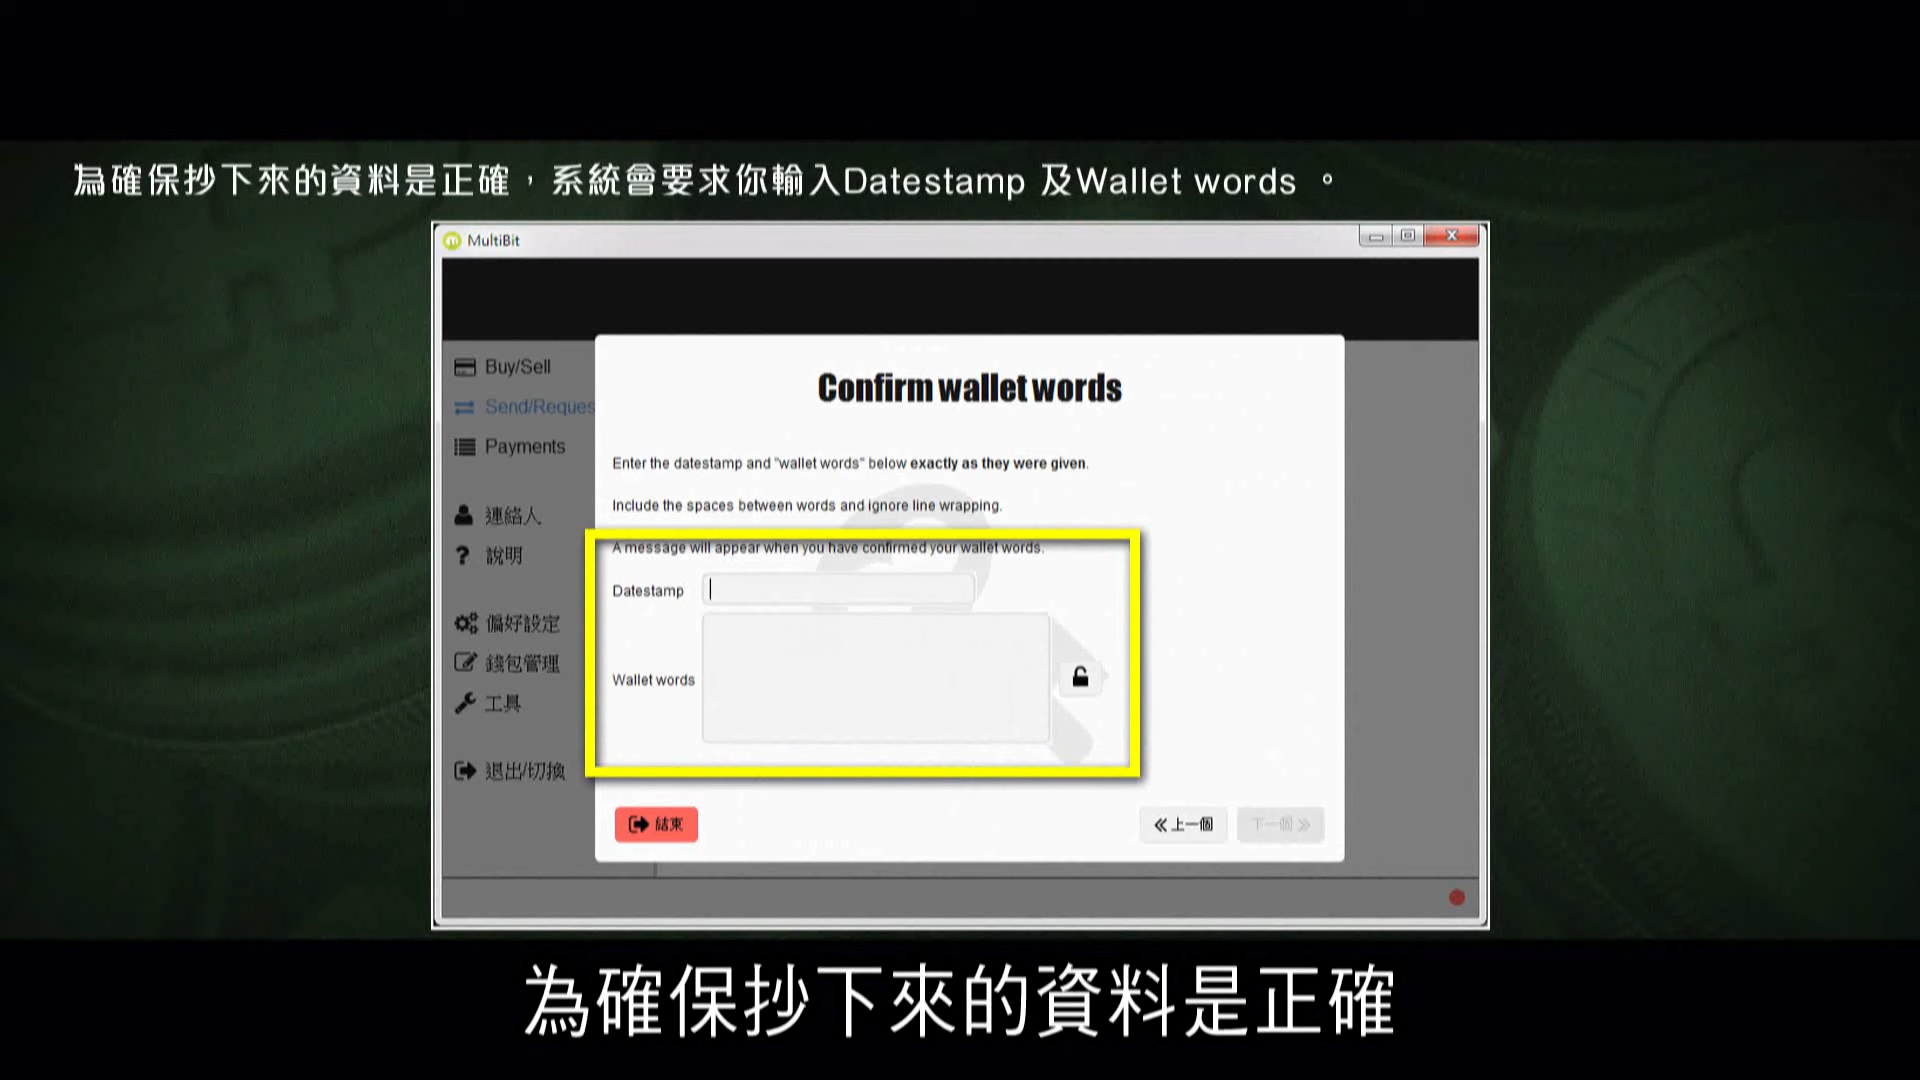 為確保抄下來的資料是正確，系統會要求你輸入Datestamp 及Wallet words 。
MultiBit
Buy/Sell
Send/Reques
Payments
連絡人
說明
偏好設定
錢包管理
工具
退出/切換
Confirm wallet words
Enter the datestamp and "wallet words" below exactly as they were given.
Include the spaces between words and ignore line wrapping.
A message will appear when you have confirmed your wallet words.
Datestamp
Wallet words
結束
上一個
下一個
為確保抄下來的資料是正確